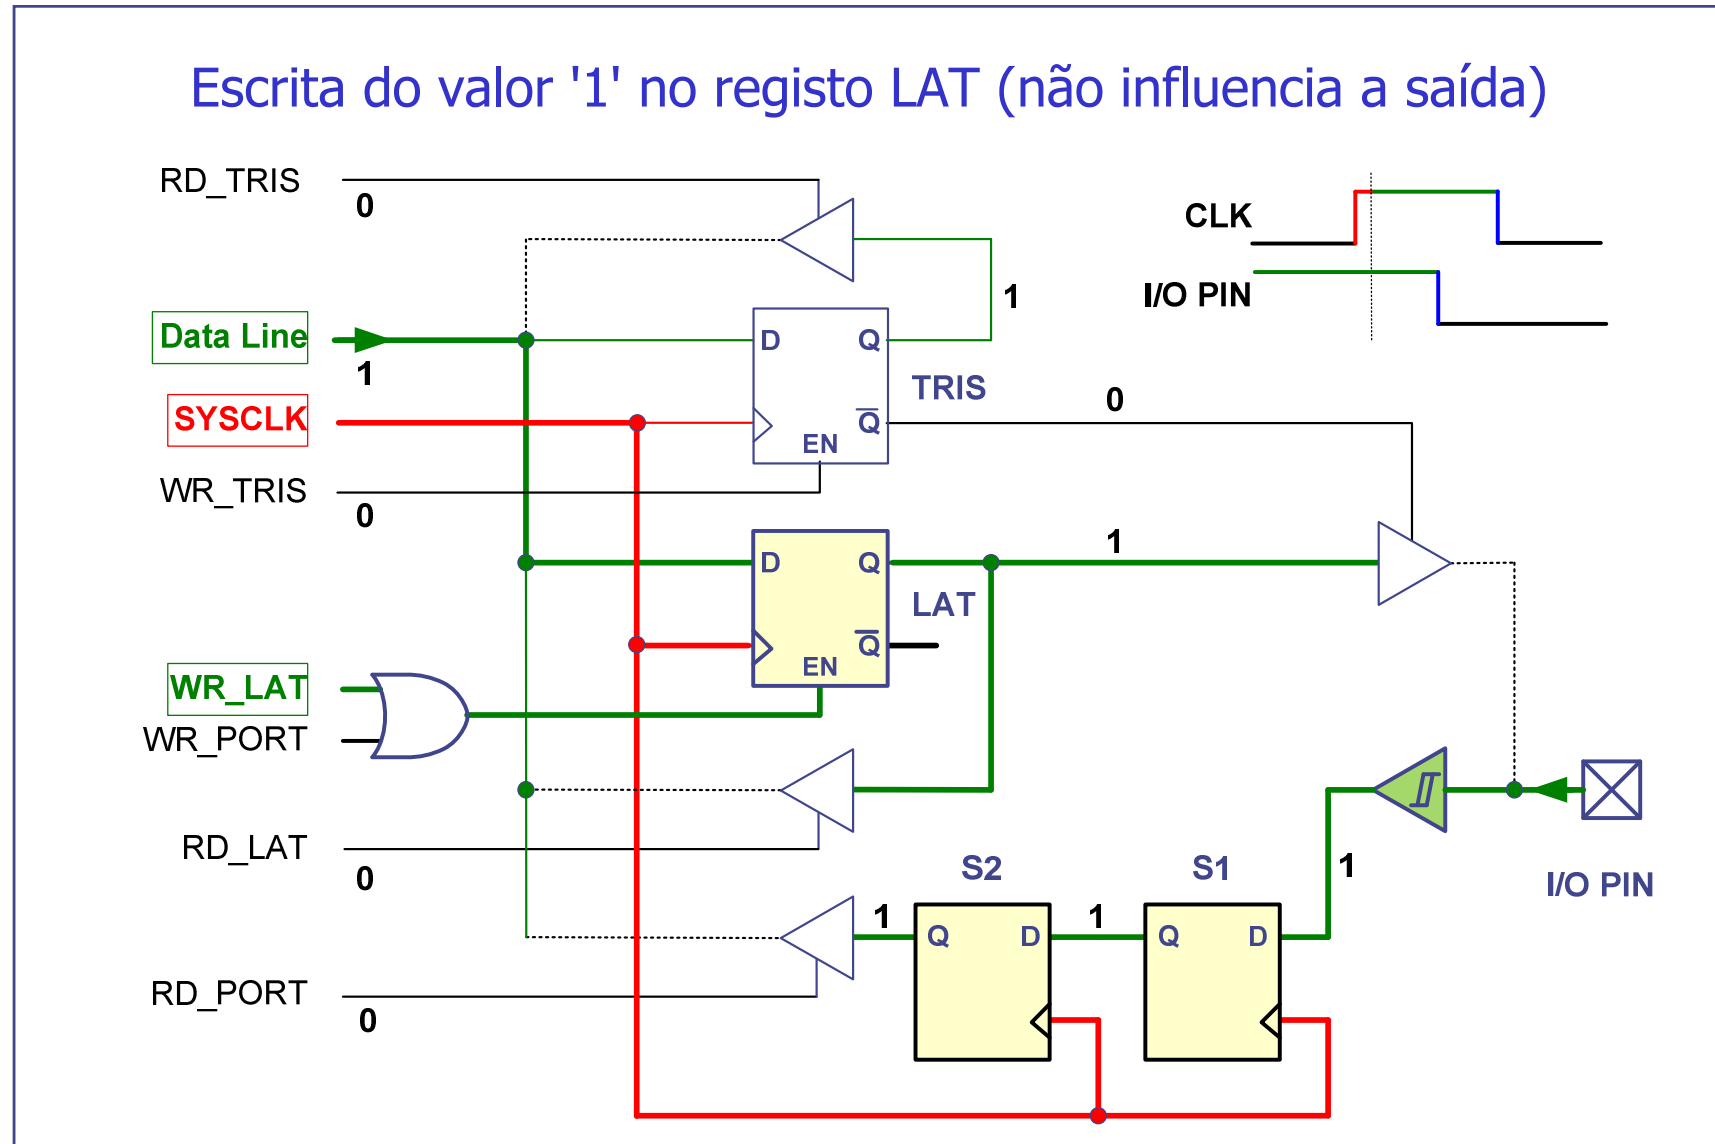 Escrita do valor '1' no registo LAT (não influencia a saída)
RD_TRIS
0
CLK
I/O PIN
1
Data Line
1
D Q
TRIS
SYSCLK
Q
EN
0
WR_TRIS
0
1
D Q
LAT
Q
EN
WR_LAT
WR_PORT
RD_LAT
0
S2
S1
1
I/O PIN
1
Q D
1
Q D
RD_PORT
0